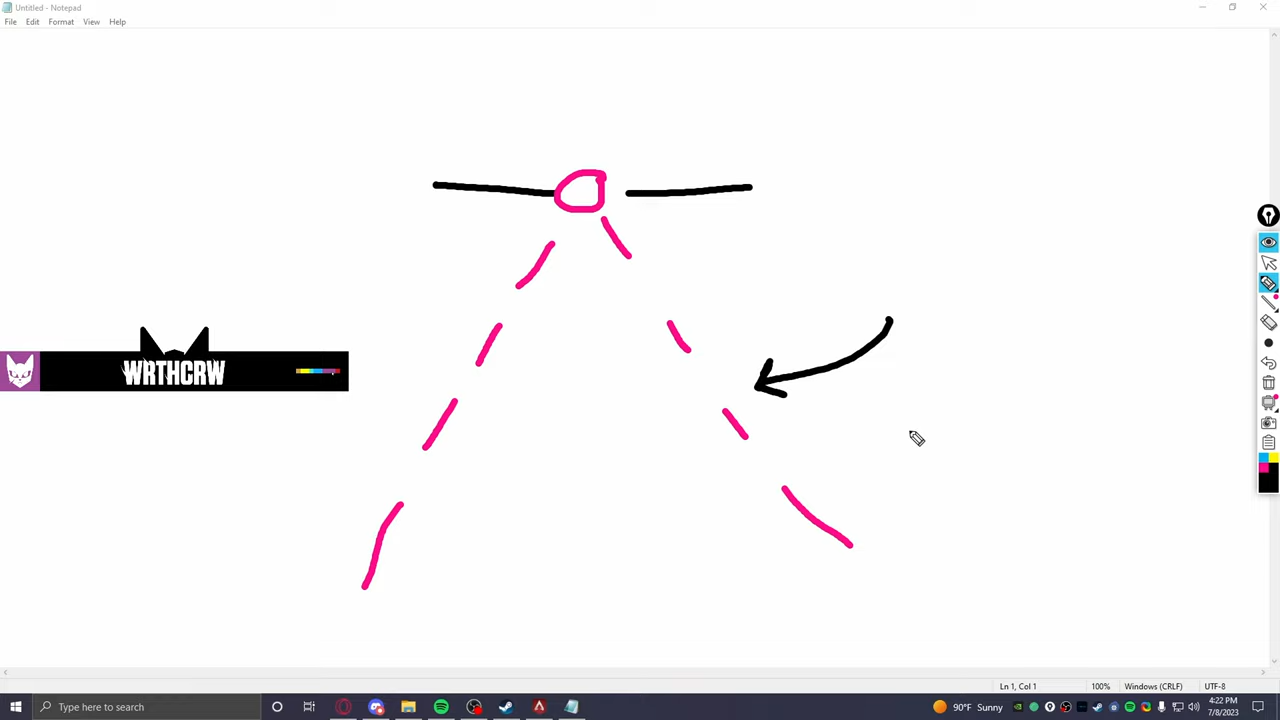 Untitled - Notepad
File Edit Format View Help
WRTHCRW
Ln 1, Col 1 100% Windows (CRLF) UTF-8
Type here to search
90°F Sunny
4:22 PM
7/8/2023